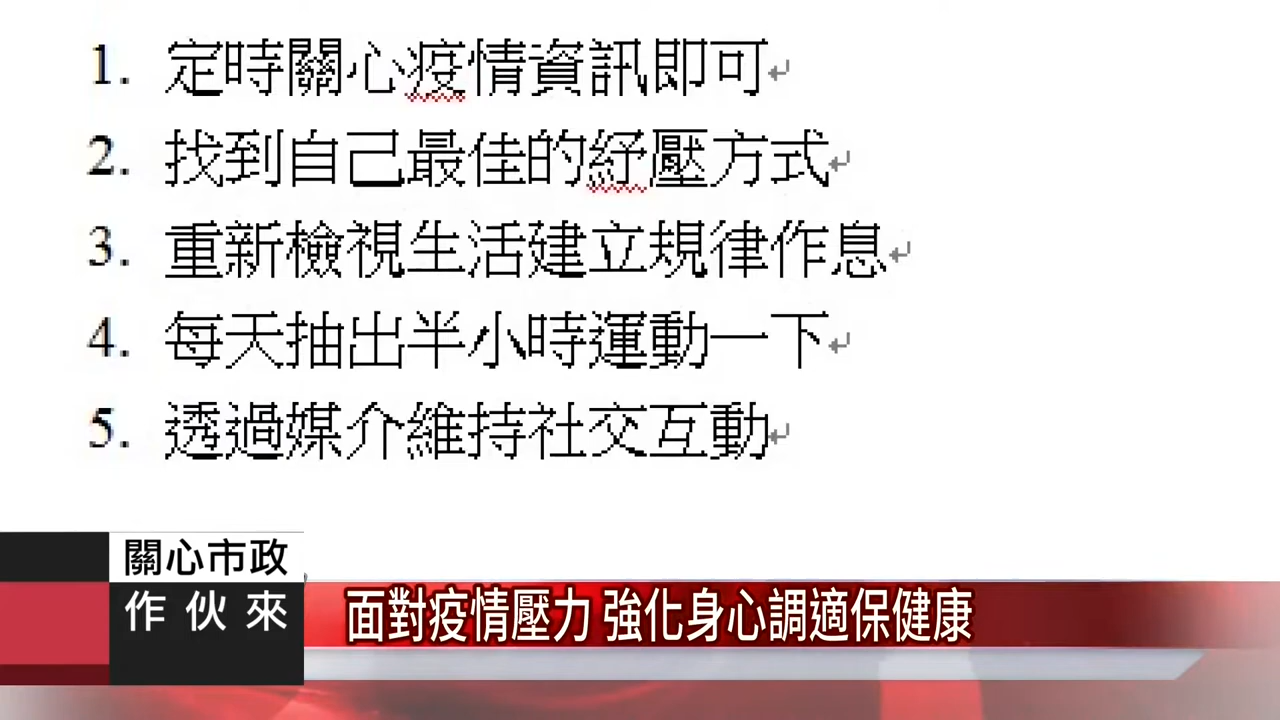 1. 定時關心疫情資訊即可
2. 找到自己最佳的紓壓方式
3. 重新檢視生活建立規律作息
4. 每天抽出半小時運動一下
5. 透過媒介維持社交互動
關心市政
作伙來
面對疫情壓力 強化身心調適保健康